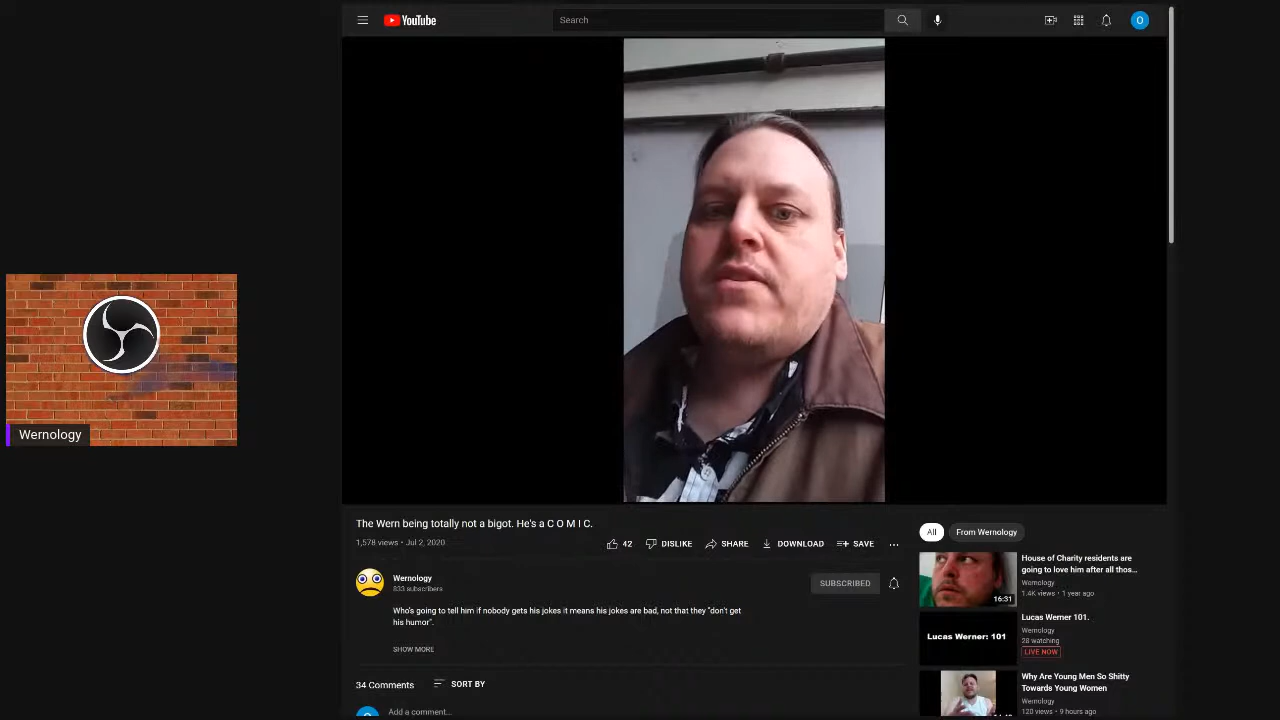 YouTube
Search
O
Wernology
The Wern being totally not a bigot. He's a C O M I C.
1,578 views • Jul 2, 2020
42
DISLIKE
SHARE
DOWNLOAD
SAVE
Wernology
833 subscribers
SUBSCRIBED
Who's going to tell him if nobody gets his jokes it means his jokes are bad, not that they "don't get
his humor".
SHOW MORE
34 Comments
SORT BY
Add a comment...
All
From Wernology
16:31
House of Charity residents are
going to love him after all thos...
Wernology
1.4K views • 1 year ago
Lucas Werner: 101
Lucas Werner 101.
Wernology
28 watching
LIVE NOW
Why Are Young Men So Shitty
Towards Young Women
Wernology
120 views • 9 hours ago